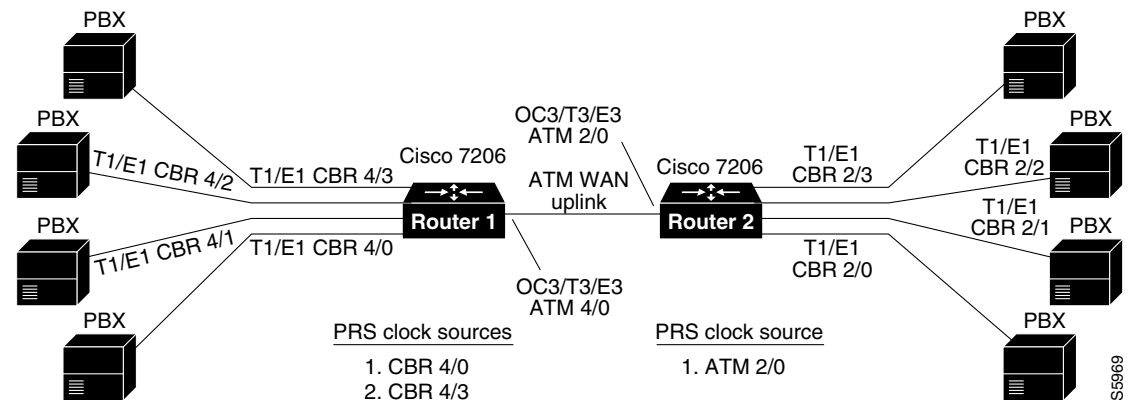 PBX
PBX
PBX
PBX
T1/E1 CBR 4/3
T1/E1 CBR 4/2
T1/E1 CBR 4/1
T1/E1 CBR 4/0
Cisco 7206
Router 1
OC3/T3/E3
ATM 2/0
ATM WAN
uplink
OC3/T3/E3
ATM 4/0
Cisco 7206
Router 2
T1/E1
CBR 2/3
T1/E1
CBR 2/2
T1/E1
CBR 2/1
T1/E1
CBR 2/0
PBX
PBX
PBX
PBX
PRS clock sources
1. CBR 4/0
2. CBR 4/3
PRS clock source
1. ATM 2/0
S5969